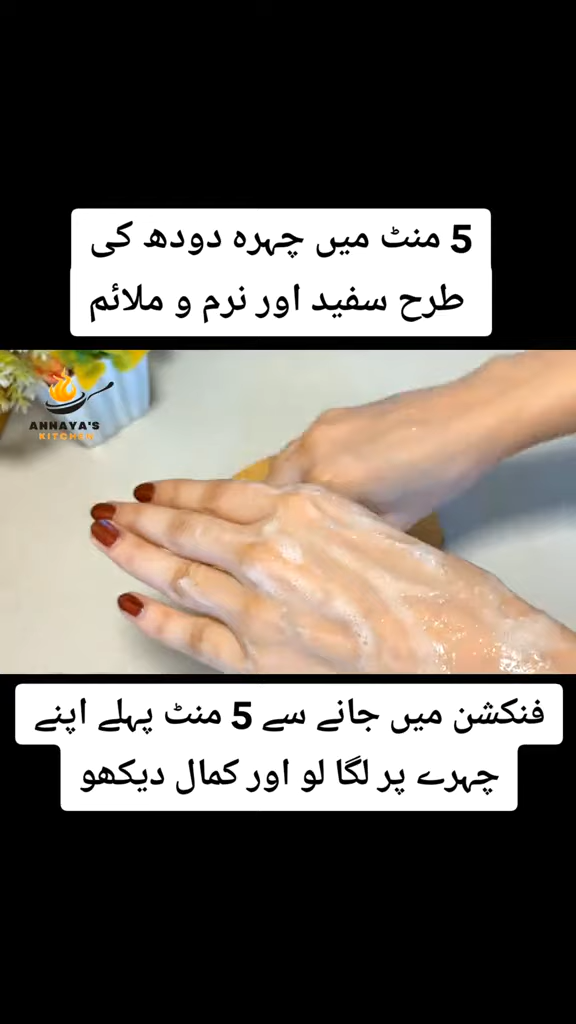 5 منٹ میں چہرہ دودھ کی
طرح سفید اور نرم و ملائم
ANNAYA'S
KITCHEN
فنکشن میں جانے سے 5 منٹ پہلے اپنے
چہرے پر لگا لو اور کمال دیکھو